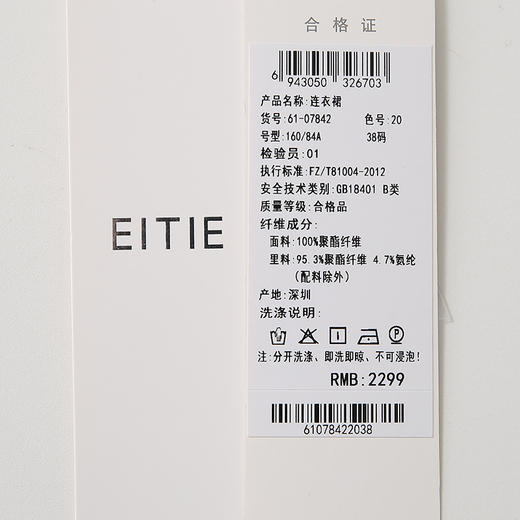 合格证
6 943050 326703
产品名称:连衣裙
货号:61-07842 色号:20
号型:160/84A 38码
检验员:01
执行标准:FZ/T81004-2012
安全技术类别:GB18401 B类
质量等级:合格品
纤维成分:
面料:100%聚酯纤维
里料:95.3%聚酯纤维 4.7%氨纶
(配料除外)
产地:深圳
洗涤说明:
注:分开洗涤、即洗即晾、不可浸泡!
RMB:2299
61078422038
EITIE